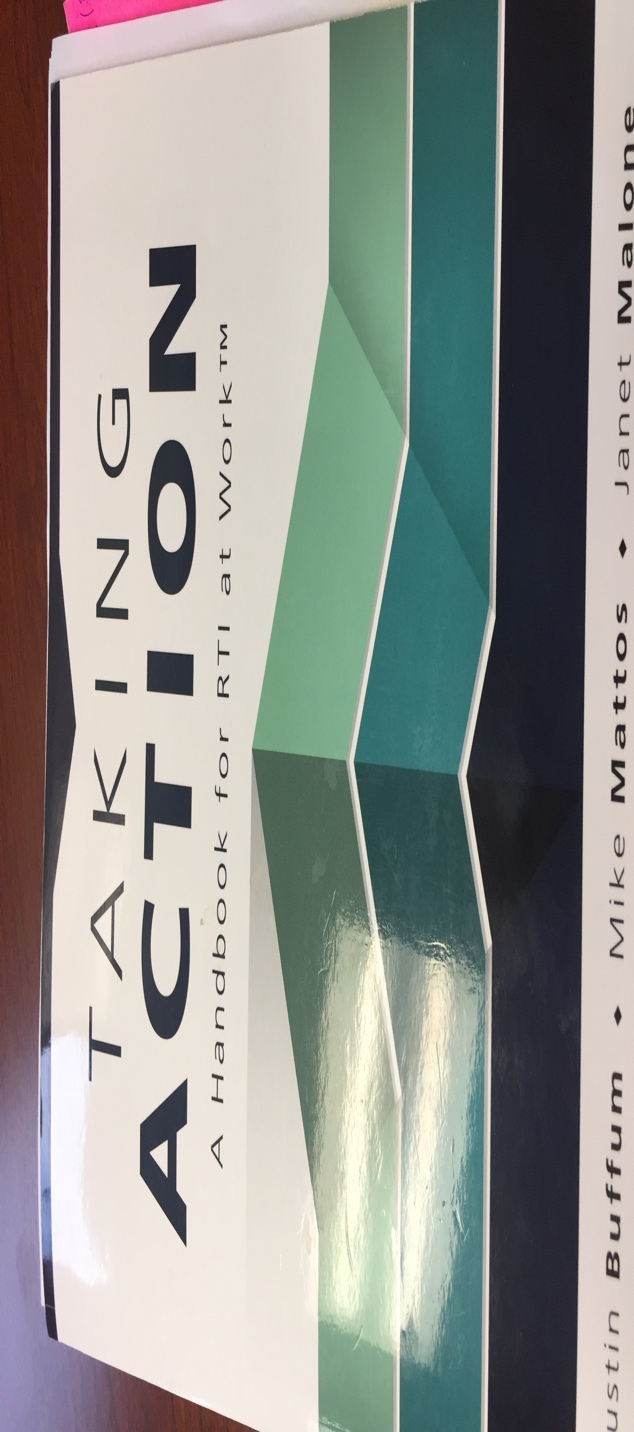 TAKING
ACTION
A Handbook for RTI at Work™
ustin Buffum ♦ Mike Mattos ♦ Janet Malone